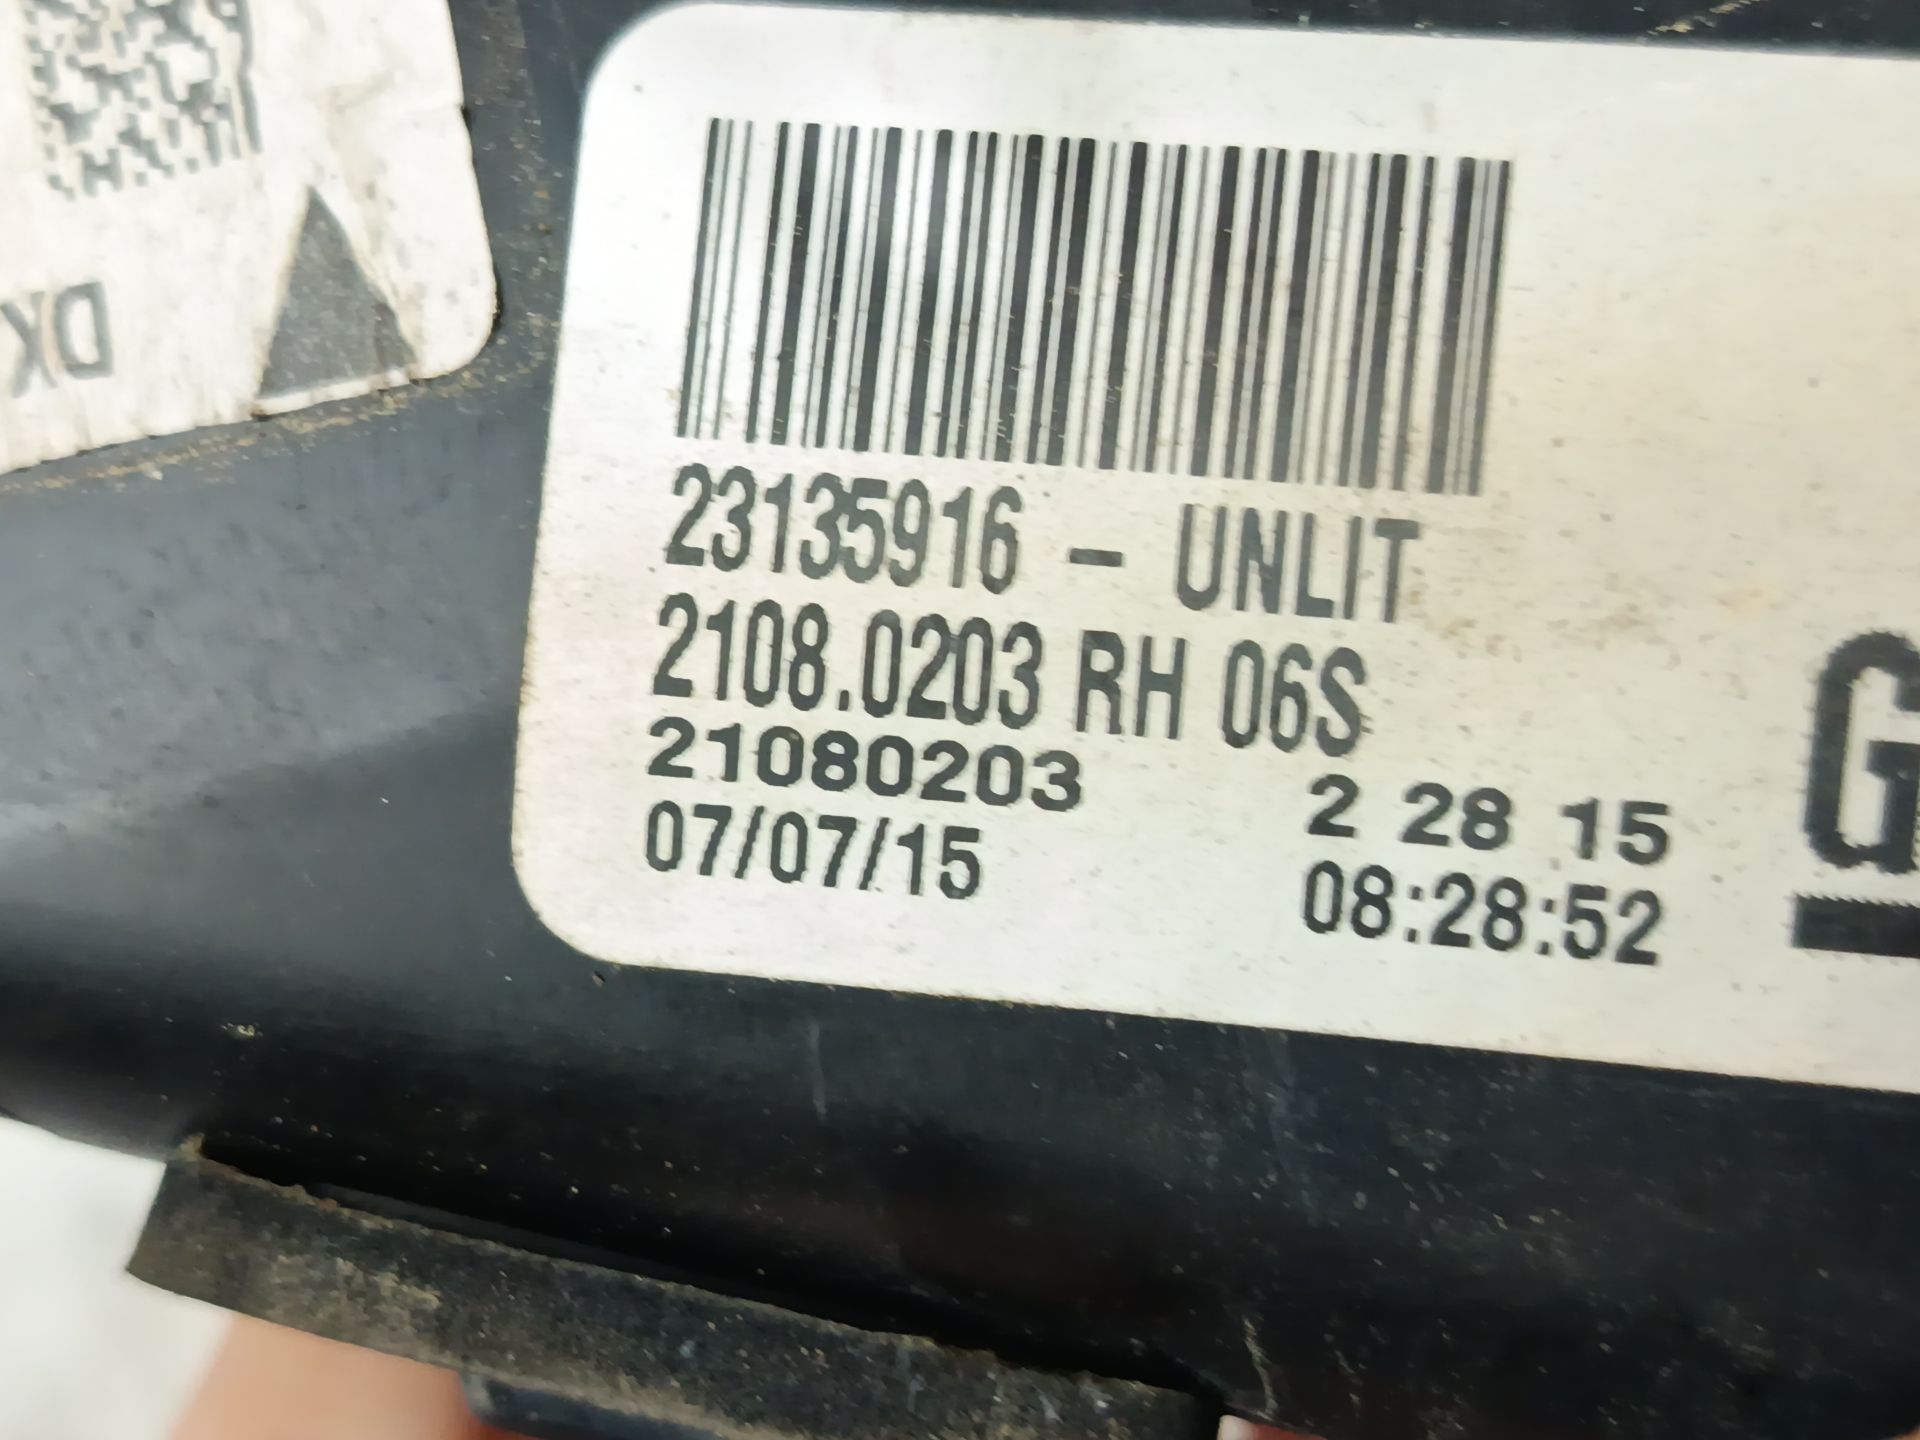 DK
23135916 - UNLIT
2108.0203 RH 06S
21080203 2 28 15
07/07/15 08:28:52
G